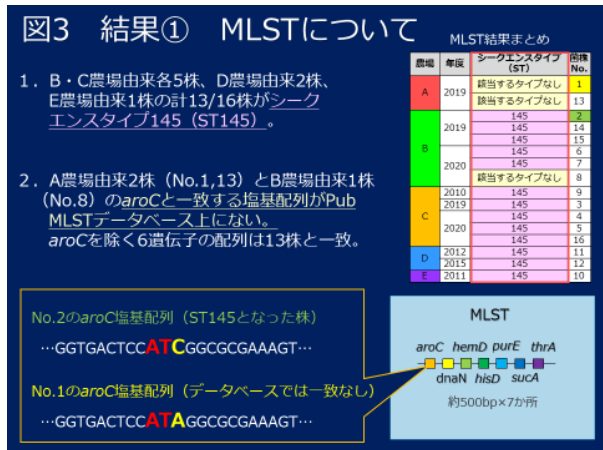 図3 結果① MLSTについて
1．B・C農場由来各5株、D農場由来2株、
E農場由来1株の計13/16株がシーク
エンスタイプ145（ST145）。
2．A農場由来2株（No.1,13）とB農場由来1株
（No.8）のaroCと一致する塩基配列がPub
MLSTデータベース上にない。
aroCを除く6遺伝子の配列は13株と一致。
MLST結果まとめ
農場 年度 シークエンスタイプ（ST） 菌株No.
A 2019 該当するタイプなし 1
該当するタイプなし 13
B 2019 145 2
145 14
145 15
2020 145 6
145 7
該当するタイプなし 8
C 2010 145 9
2019 145 3
2020 145 4
145 5
145 16
D 2012 145 11
2015 145 12
E 2011 145 10
No.2のaroC塩基配列（ST145となった株）
…GGTGACTCCATCGGCGCGAAAGT…
No.1のaroC塩基配列（データベースでは一致なし）
…GGTGACTCCATAGGCGCGAAAGT…
MLST
aroC hemD purE thrA
dnaN hisD sucA
約500bp×7か所